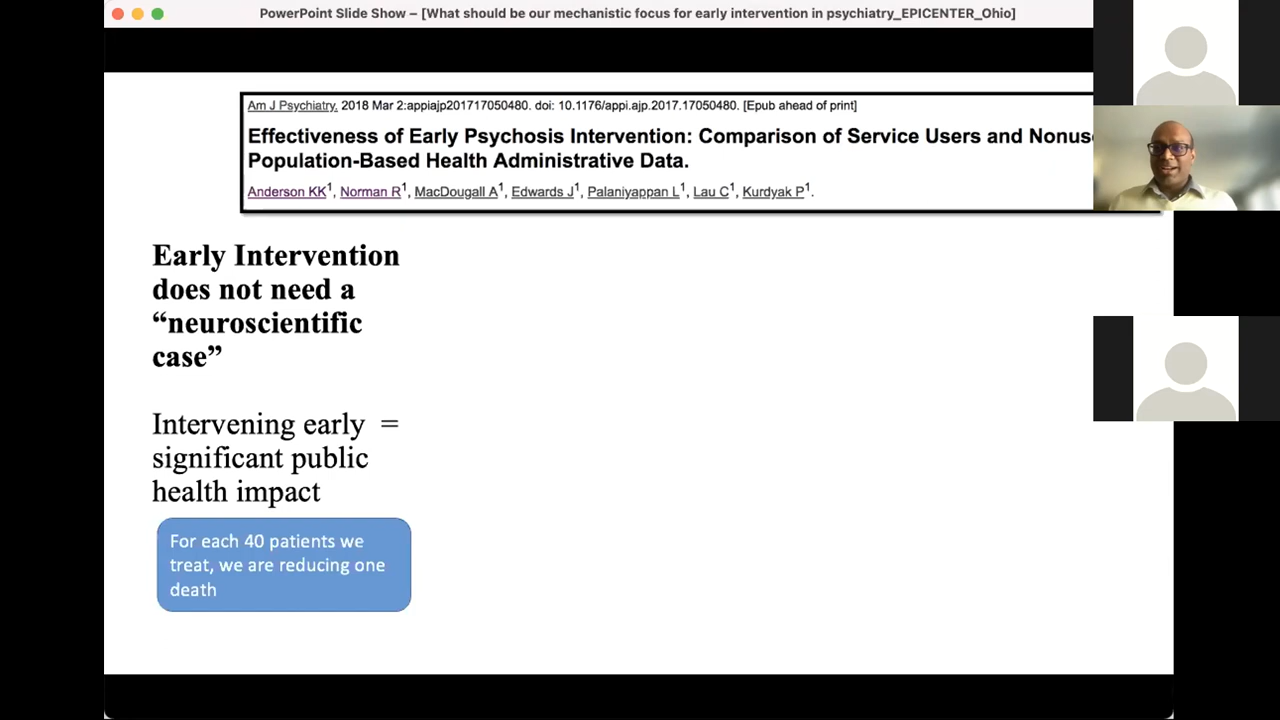 PowerPoint Slide Show – [What should be our mechanistic focus for early intervention in psychiatry_EPICENTER_Ohio]
Am J Psychiatry. 2018 Mar 2:appiajp201717050480. doi: 10.1176/appi.ajp.2017.17050480. [Epub ahead of print]
Effectiveness of Early Psychosis Intervention: Comparison of Service Users and
Population-Based Health Administrative Data.
Anderson KK1, Norman R1, MacDougall A1, Edwards J1, Palaniyappan L1, Lau C1, Kurdyak P1.
Early Intervention
does not need a
“neuroscientific
case”
Intervening early =
significant public
health impact
For each 40 patients we
treat, we are reducing one
death